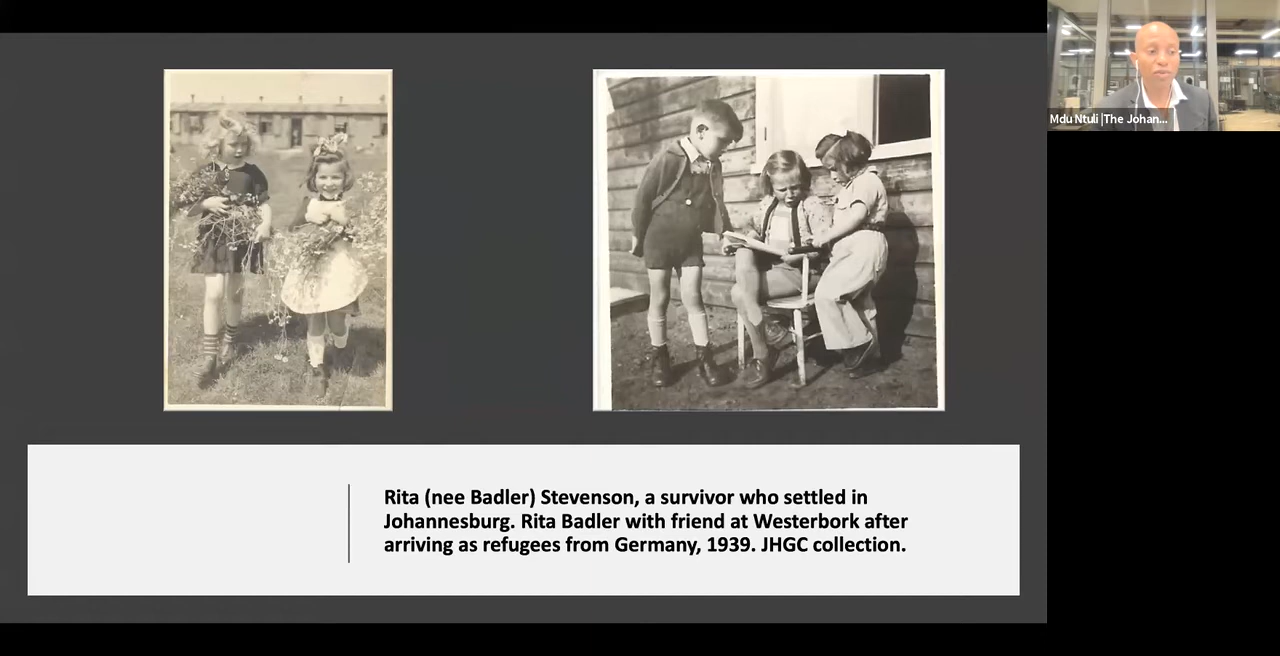 Mdu Ntuli |The Johan...
Rita (nee Badler) Stevenson, a survivor who settled in
Johannesburg. Rita Badler with friend at Westerbork after
arriving as refugees from Germany, 1939. JHGC collection.